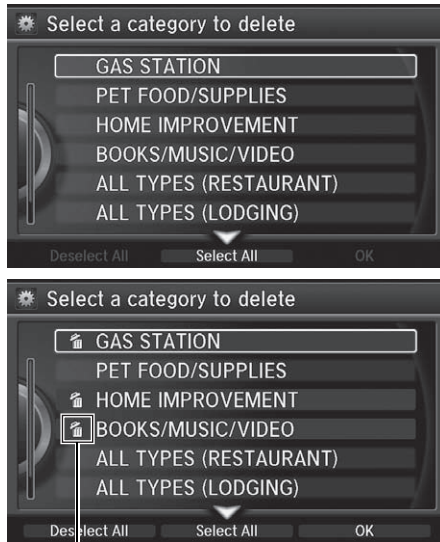 Select a category to delete
GAS STATION
PET FOOD/SUPPLIES
HOME IMPROVEMENT
BOOKS/MUSIC/VIDEO
ALL TYPES (RESTAURANT)
ALL TYPES (LODGING)
Deselect All Select All OK
Select a category to delete
GAS STATION
PET FOOD/SUPPLIES
HOME IMPROVEMENT
BOOKS/MUSIC/VIDEO
ALL TYPES (RESTAURANT)
ALL TYPES (LODGING)
Deselect All Select All OK